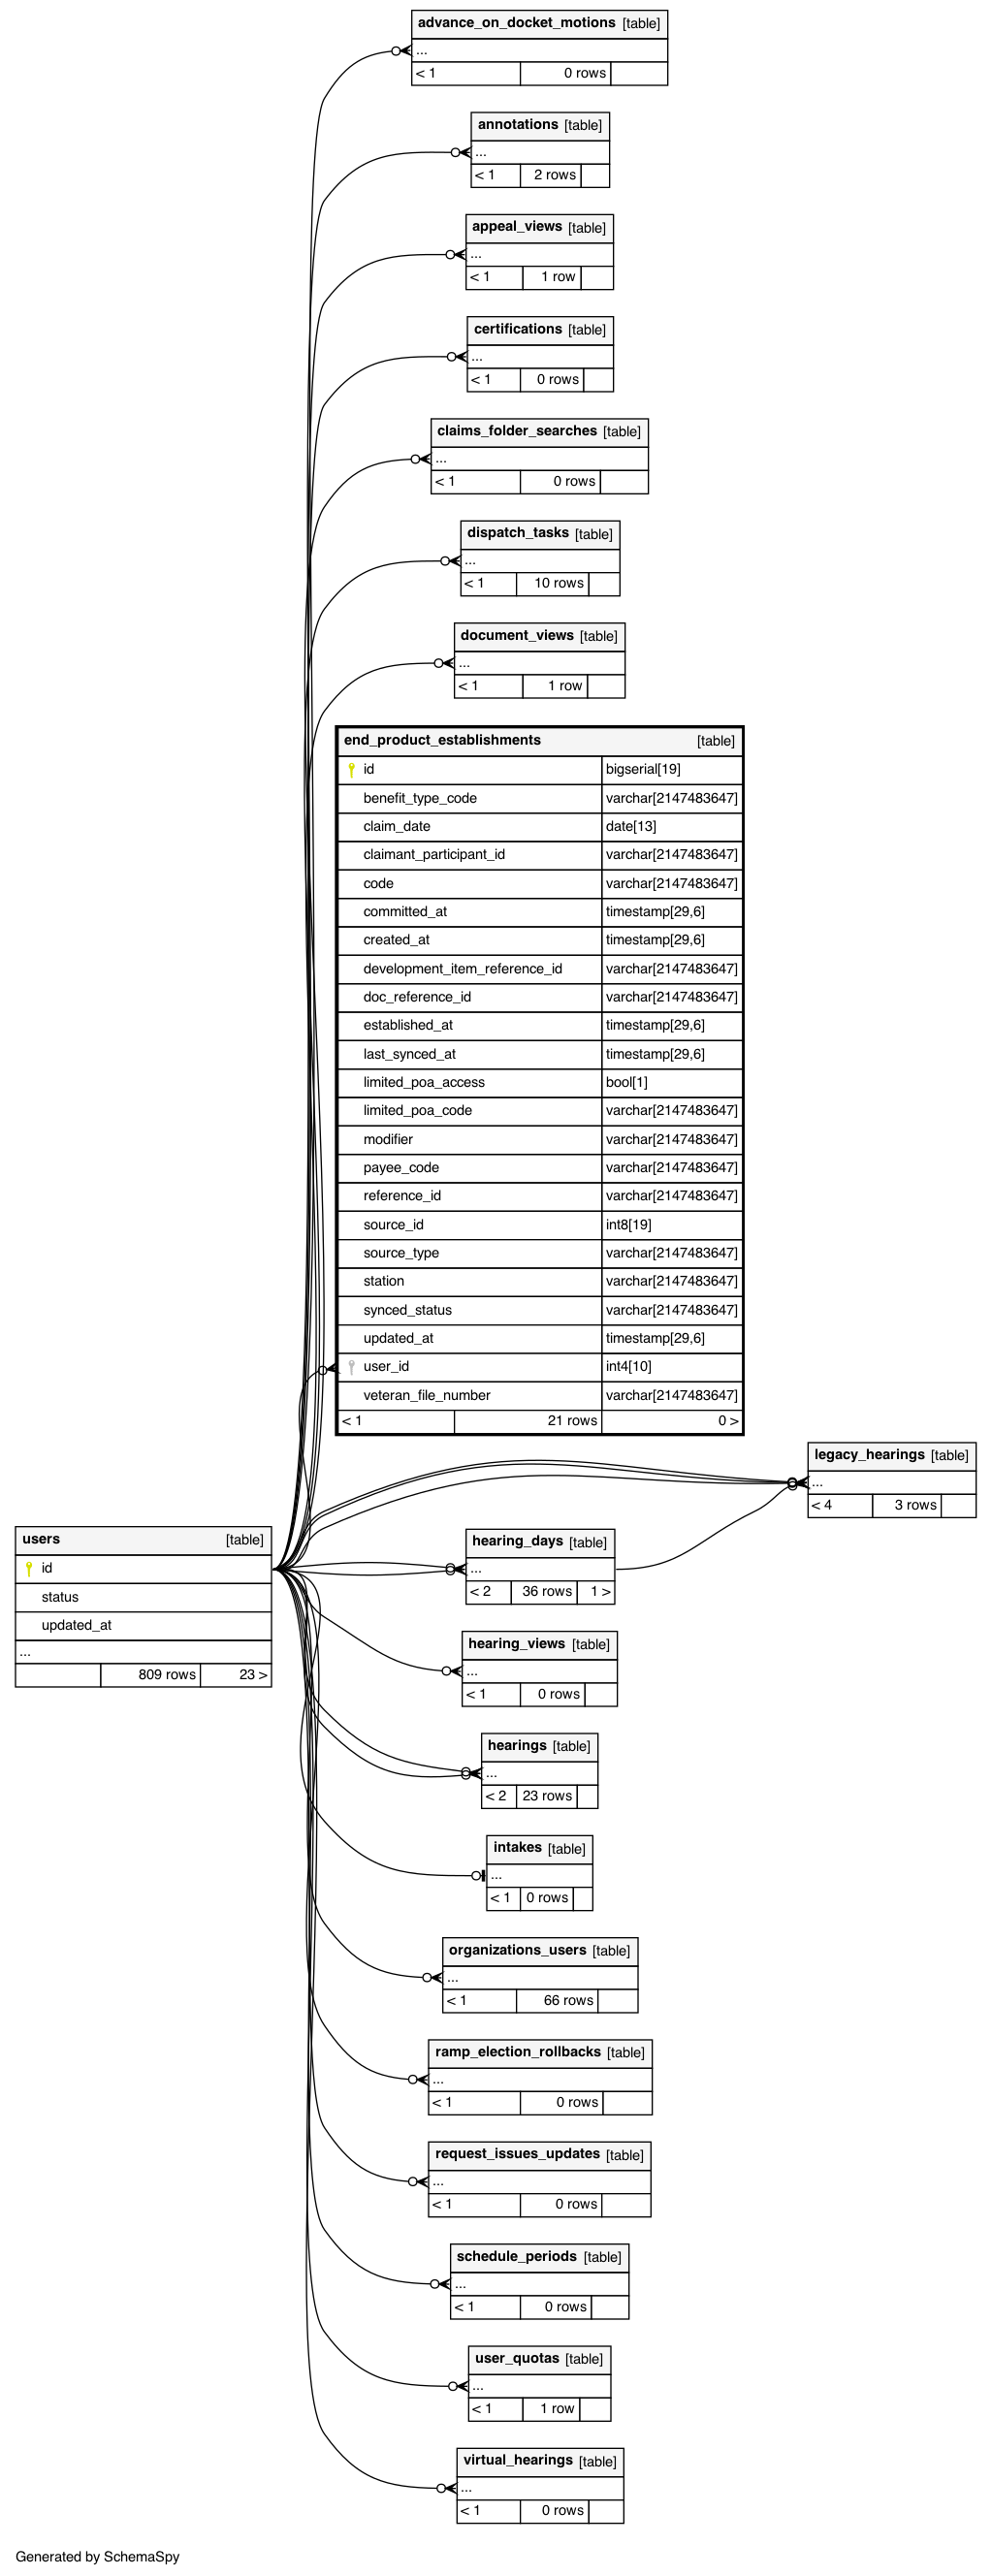 advance_on_docket_motions [table]
...
< 1 0 rows
annotations [table]
...
< 1 2 rows
appeal_views [table]
...
< 1 1 row
certifications [table]
...
< 1 0 rows
claims_folder_searches [table]
...
< 1 0 rows
dispatch_tasks [table]
...
< 1 10 rows
document_views [table]
...
< 1 1 row
end_product_establishments [table]
id bigserial[19]
benefit_type_code varchar[2147483647]
claim_date date[13]
claimant_participant_id varchar[2147483647]
code varchar[2147483647]
committed_at timestamp[29,6]
created_at timestamp[29,6]
development_item_reference_id varchar[2147483647]
doc_reference_id varchar[2147483647]
established_at timestamp[29,6]
last_synced_at timestamp[29,6]
limited_poa_access bool[1]
limited_poa_code varchar[2147483647]
modifier varchar[2147483647]
payee_code varchar[2147483647]
reference_id varchar[2147483647]
source_id int8[19]
source_type varchar[2147483647]
station varchar[2147483647]
synced_status varchar[2147483647]
updated_at timestamp[29,6]
user_id int4[10]
veteran_file_number varchar[2147483647]
< 1 21 rows 0 >
legacy_hearings [table]
...
< 4 3 rows
users [table]
id
status
updated_at
...
809 rows 23 >
hearing_days [table]
...
< 2 36 rows 1 >
hearing_views [table]
...
< 1 0 rows
hearings [table]
...
< 2 23 rows
intakes [table]
...
< 1 0 rows
organizations_users [table]
...
< 1 66 rows
ramp_election_rollbacks [table]
...
< 1 0 rows
request_issues_updates [table]
...
< 1 0 rows
schedule_periods [table]
...
< 1 0 rows
user_quotas [table]
...
< 1 1 row
virtual_hearings [table]
...
< 1 0 rows
Generated by SchemaSpy